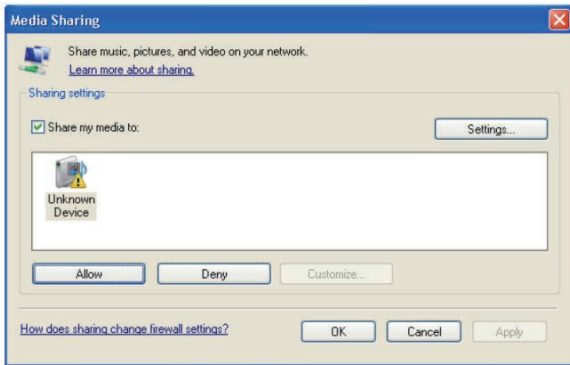 Media Sharing
Share music, pictures, and video on your network.
Learn more about sharing.
Sharing settings
Share my media to:
Settings...
Unknown
Device
Allow
Deny
Customize...
How does sharing change firewall settings?
OK
Cancel
Apply